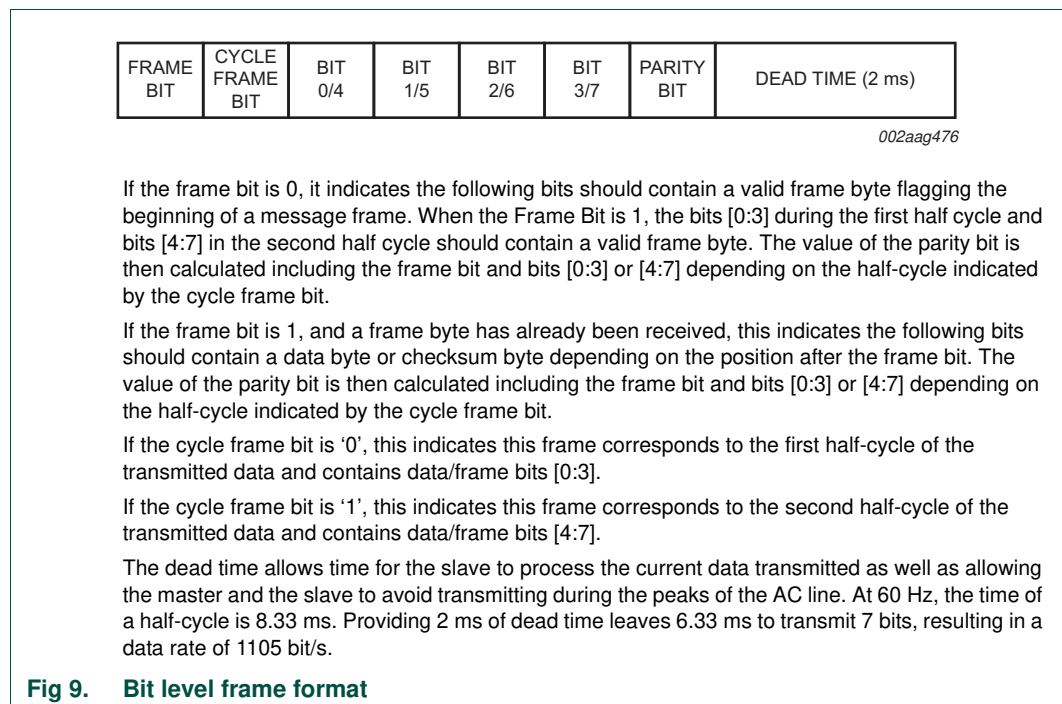 FRAME BIT
CYCLE FRAME BIT
BIT 0/4
BIT 1/5
BIT 2/6
BIT 3/7
PARITY BIT
DEAD TIME (2 ms)
002aag476
If the frame bit is 0, it indicates the following bits should contain a valid frame byte flagging the
beginning of a message frame. When the Frame Bit is 1, the bits [0:3] during the first half cycle and
bits [4:7] in the second half cycle should contain a valid frame byte. The value of the parity bit is
then calculated including the frame bit and bits [0:3] or [4:7] depending on the half-cycle indicated
by the cycle frame bit.
If the frame bit is 1, and a frame byte has already been received, this indicates the following bits
should contain a data byte or checksum byte depending on the position after the frame bit. The
value of the parity bit is then calculated including the frame bit and bits [0:3] or [4:7] depending on
the half-cycle indicated by the cycle frame bit.
If the cycle frame bit is ‘0’, this indicates this frame corresponds to the first half-cycle of the
transmitted data and contains data/frame bits [0:3].
If the cycle frame bit is ‘1’, this indicates this frame corresponds to the second half-cycle of the
transmitted data and contains data/frame bits [4:7].
The dead time allows time for the slave to process the current data transmitted as well as allowing
the master and the slave to avoid transmitting during the peaks of the AC line. At 60 Hz, the time of
a half-cycle is 8.33 ms. Providing 2 ms of dead time leaves 6.33 ms to transmit 7 bits, resulting in a
data rate of 1105 bit/s.
Fig 9. Bit level frame format